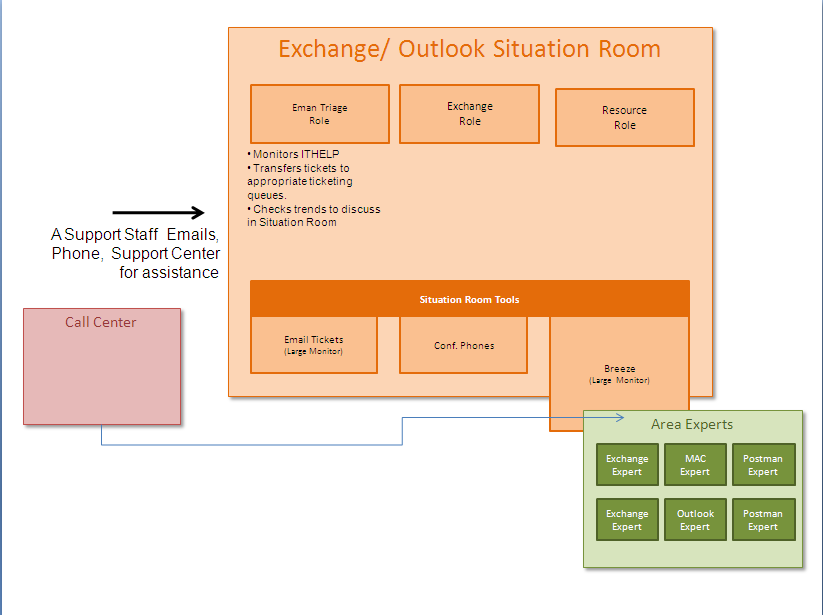 Exchange/ Outlook Situation Room
Eman Triage
Role
Exchange
Role
Resource
Role
• Monitors ITHELP
• Transfers tickets to
appropriate ticketing
queues.
• Checks trends to discuss
in Situation Room
A Support Staff Emails,
Phone, Support Center
for assistance
Situation Room Tools
Email Tickets
(Large Monitor)
Conf. Phones
Breeze
(Large Monitor)
Call Center
Area Experts
Exchange
Expert
MAC
Expert
Postman
Expert
Exchange
Expert
Outlook
Expert
Postman
Expert